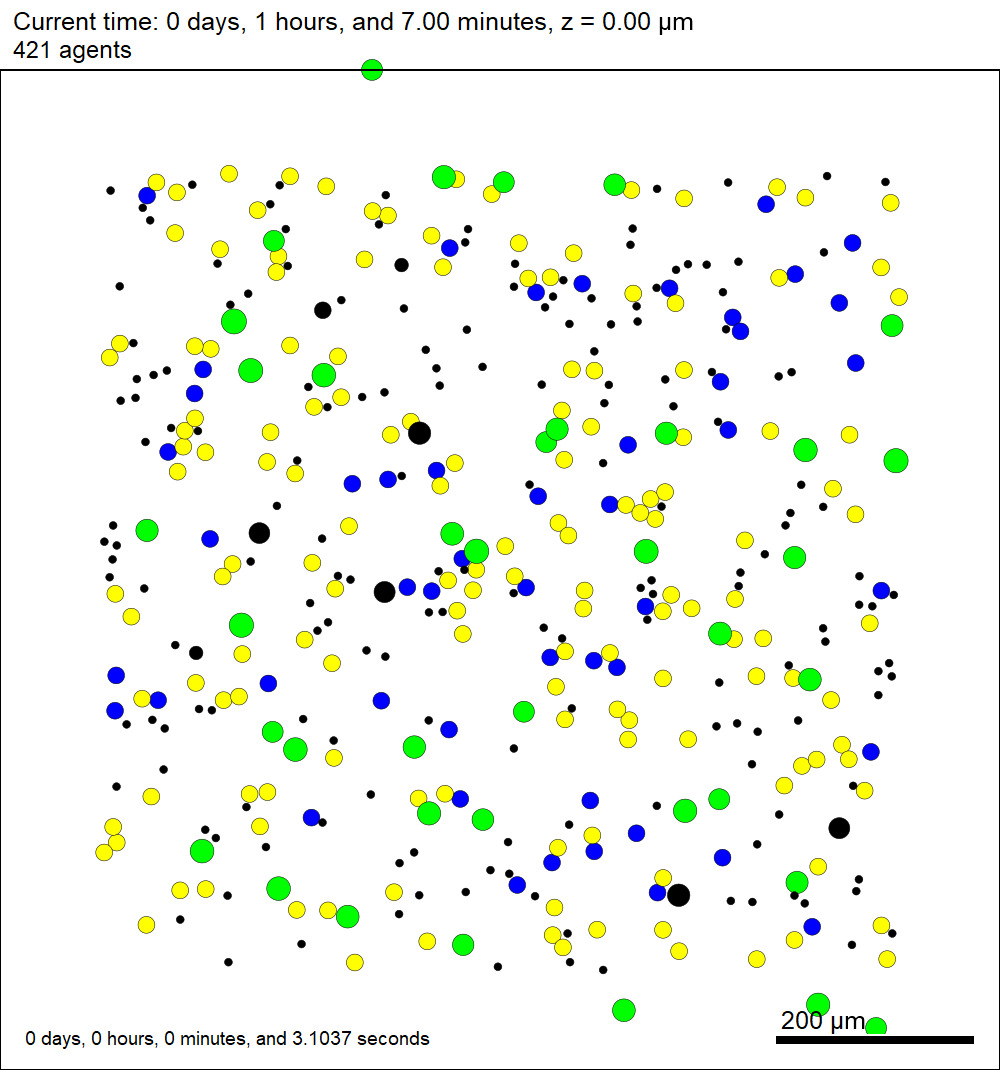 Current time: 0 days, 1 hours, and 7.00 minutes, z = 0.00 µm
421 agents
200 µm
0 days, 0 hours, 0 minutes, and 3.1037 seconds